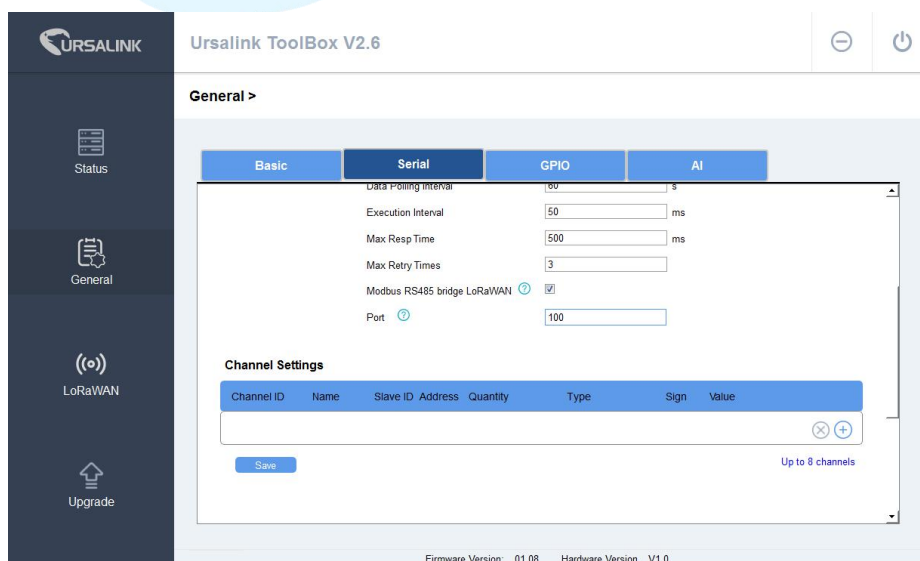 URSALINK
Ursalink ToolBox V2.6
General >
Status
General
LoRaWAN
Upgrade
Basic Serial GPIO AI
Data Polling Interval 60 s
Execution Interval 50 ms
Max Resp Time 500 ms
Max Retry Times 3
Modbus RS485 bridge LoRaWAN ?
Port ? 100
Channel Settings
Channel ID Name Slave ID Address Quantity Type Sign Value
Save Up to 8 channels
Firmware Version: 01.08 Hardware Version V1.0